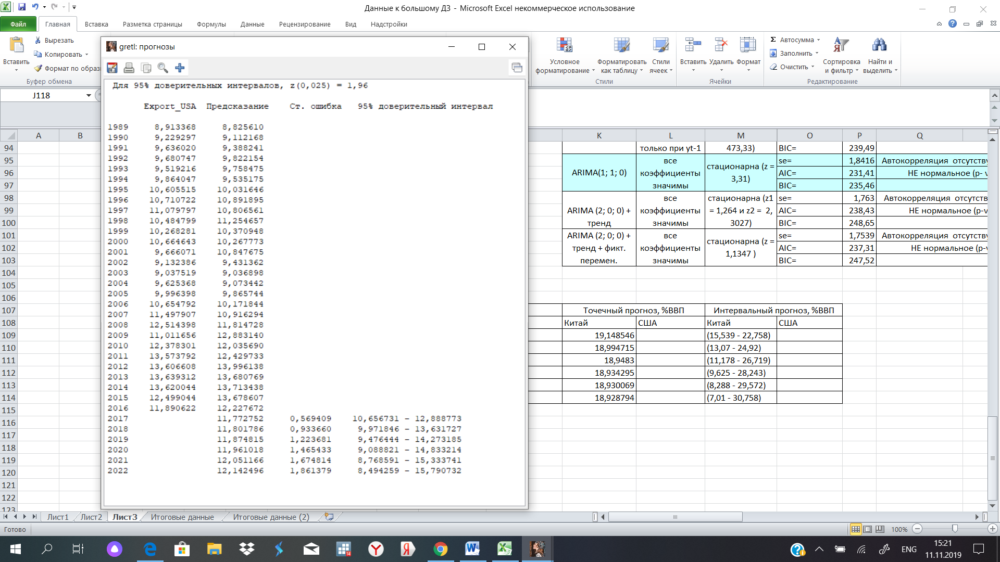 Данные к большому ДЗ - Microsoft Excel некоммерческое использование
Файл Главная Вставка Разметка страницы Формулы Данные Рецензирование Вид Надстройки
Вставить
Вырезать
Копировать
Формат по образ
Буфер обмена
Условное форматирование
Форматировать как таблицу
Стили ячеек
Стили
Вставить Удалить Формат
Ячейки
Автосумма
Заполнить
Очистить
Сортировка и фильтр
Найти и выделить
Редактирование
J118
gretl: прогнозы
Для 95% доверительных интервалов, z(0,025) = 1,96
Export_USA Предсказание Ст. ошибка 95% доверительный интервал
1989 8,913368 8,825610
1990 9,229297 9,112168
1991 9,636020 9,388241
1992 9,680747 9,822154
1993 9,519216 9,758475
1994 9,864047 9,535175
1995 10,605515 10,031646
1996 10,710722 10,891895
1997 11,079797 10,806561
1998 10,484799 11,254657
1999 10,268281 10,370948
2000 10,664643 10,267773
2001 9,666071 10,847675
2002 9,132386 9,431362
2003 9,037519 9,036898
2004 9,625368 9,073442
2005 9,996398 9,865744
2006 10,654792 10,171844
2007 11,497907 10,916294
2008 12,514398 11,814728
2009 11,011656 12,883140
2010 12,378301 12,035690
2011 13,573792 12,429733
2012 13,606608 13,996138
2013 13,639312 13,680769
2014 13,620044 13,713438
2015 12,499044 13,678607
2016 11,890622 12,227672
2017 11,772752 0,569409 10,656731 - 12,888773
2018 11,801786 0,933660 9,971846 - 13,631727
2019 11,874815 1,223681 9,476444 - 14,273185
2020 11,961018 1,465433 9,088821 - 14,833214
2021 12,051166 1,674814 8,768591 - 15,333741
2022 12,142496 1,861379 8,494259 - 15,790732
A B K L M O P Q
94 только при yt-1 473,33) BIC= 239,49
95 все se= 1,8416 Автокорреляция отсутству
96 ARIMA(1; 1; 0) коэффициенты стационарна (z = 3,31) AIC= 231,41 НЕ нормальное (p- v
97 значимы BIC= 235,46
98 все стационарна (z1 se= 1,763 Автокорреляция отсутств
99 ARIMA (2; 0; 0) + коэффициенты = 1,264 и z2 = 2, AIC= 238,43 НЕ нормальное (p-v
100 тренд значимы 3027) BIC= 248,65
101 ARIMA (2; 0; 0) + все se= 1,7539 Автокорреляция отсутству
102 тренд + фикт. коэффициенты стационарна (z = 1,1347 ) AIC= 237,31 НЕ нормальное (p-v
103 перемен. значимы BIC= 247,52
104
105
106
107 Точечный прогноз, %ВВП Интервальный прогноз, %ВВП
108 Китай США Китай США
109 19,148546 (15,539 - 22,758)
110 18,994715 (13,07 - 24,92)
111 18,9483 (11,178 - 26,719)
112 18,934295 (9,625 - 28,243)
113 18,930069 (8,288 - 29,572)
114 18,928794 (7,01 - 30,758)
115
116
117
118
119
120
121
122
123
Лист1 Лист2 Лист3 Итоговые данные Итоговые данные (2)
Готово 100%
14
ENG 15:21
11.11.2019